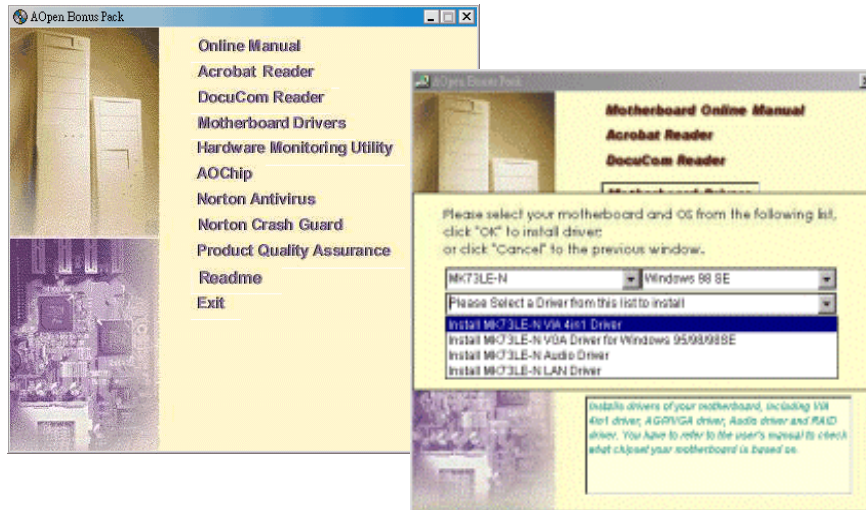 AOpen Bonus Pack
Online Manual
Acrobat Reader
DocuCom Reader
Motherboard Drivers
Hardware Monitoring Utility
AOChip
Norton Antivirus
Norton Crash Guard
Product Quality Assurance
Readme
Exit
AOpen Bonus Pack
Motherboard Online Manual
Acrobat Reader
DocuCom Reader
Motherboard Drivers
Please select your motherboard and OS from the following list,
click "OK" to install driver;
or click "Cancel" to the previous window.
MK73LE-N Windows 98 SE
Please Select a Driver from this list to install
Install MK73LE-N VIA 4in1 Driver
Install MK73LE-N VGA Driver for Windows 95/98/98SE
Install MK73LE-N Audio Driver
Install MK73LE-N LAN Driver
Installs drivers of your motherboard, including VIA
4in1 driver, AGP/VGA driver, Audio driver and RAID
driver. You have to refer to the user's manual to check
what chipset your motherboard is based on.